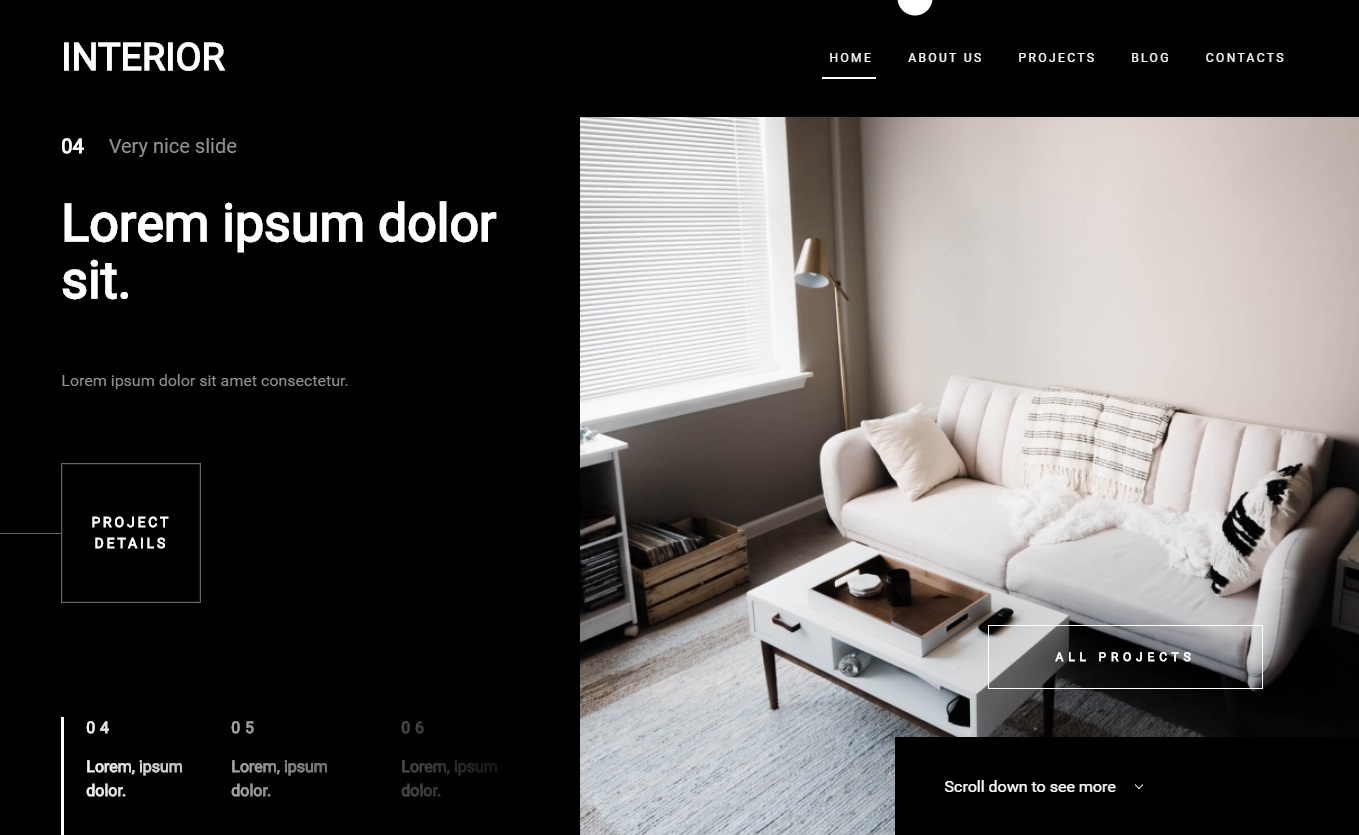 INTERIOR
HOME ABOUT US PROJECTS BLOG CONTACTS
04 Very nice slide
Lorem ipsum dolor
sit.
Lorem ipsum dolor sit amet consectetur.
PROJECT
DETAILS
ALL PROJECTS
04 05 06
Lorem, ipsum Lorem, ipsum Lorem, ipsum
dolor. dolor. dolor.
Scroll down to see more